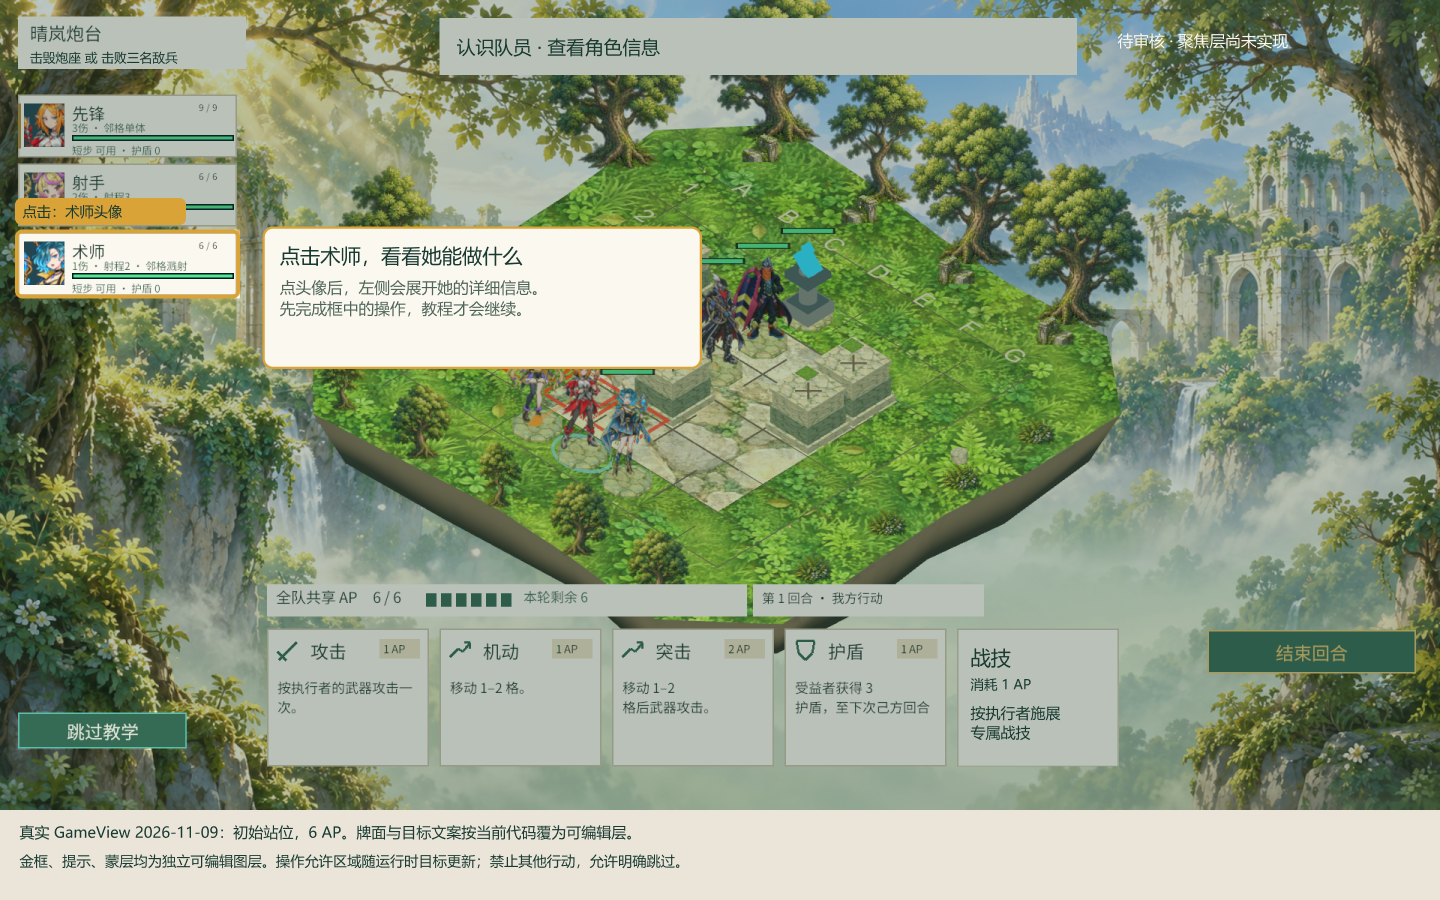 晴岚炮台
击毁炮座 或 击败三名敌兵
认识队员 · 查看角色信息
待审核 · 聚焦层尚未实现
先锋
9 / 9
3伤 · 邻格单体
短步 可用 · 护盾 0
射手
6 / 6
点击：术师头像
术师
6 / 6
1伤 · 射程2 · 邻格溅射
短步 可用 · 护盾 0
点击术师，看看她能做什么
点头像后，左侧会展开她的详细信息。
先完成框中的操作，教程才会继续。
1 A
2 B
C
D
E
F
G
全队共享 AP 6 / 6 本轮剩余 6
第 1 回合 · 我方行动
攻击 1 AP
按执行者的武器攻击一
次。
机动 1 AP
移动 1–2 格。
突击 2 AP
移动 1–2
格后武器攻击。
护盾 1 AP
受益者获得 3
护盾，至下次己方回合
战技
消耗 1 AP
按执行者施展
专属战技
结束回合
跳过教学
真实 GameView 2026-11-09：初始站位，6 AP。牌面与目标文案按当前代码覆为可编辑层。
金框、提示、蒙层均为独立可编辑图层。操作允许区域随运行时目标更新；禁止其他行动，允许明确跳过。